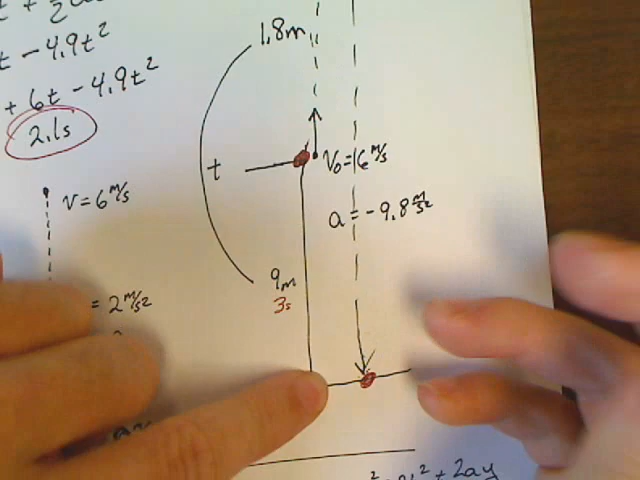 t - 4.9t²
+ 6t - 4.9t²
2.1s
v = 6 m/s
= 2 m/s²
1.8m
t
V₀ = 6 m/s
a = -9.8 m/s²
9m
3s
+ 2ay